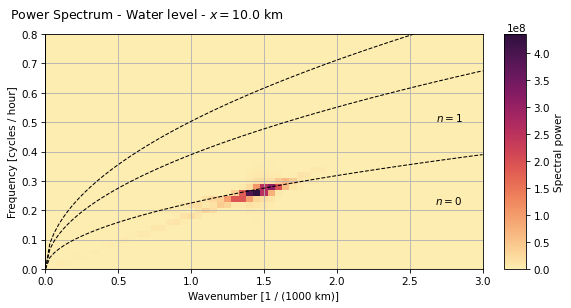 Power Spectrum - Water level - x = 10.0 km
1e8
0.8
0.7
0.6
0.5
0.4
0.3
0.2
0.1
0.0
Frequency [cycles / hour]
n = 1
n = 0
0.0 0.5 1.0 1.5 2.0 2.5 3.0
Wavenumber [1 / (1000 km)]
4.0
3.5
3.0
2.5
2.0
1.5
1.0
0.5
0.0
Spectral power